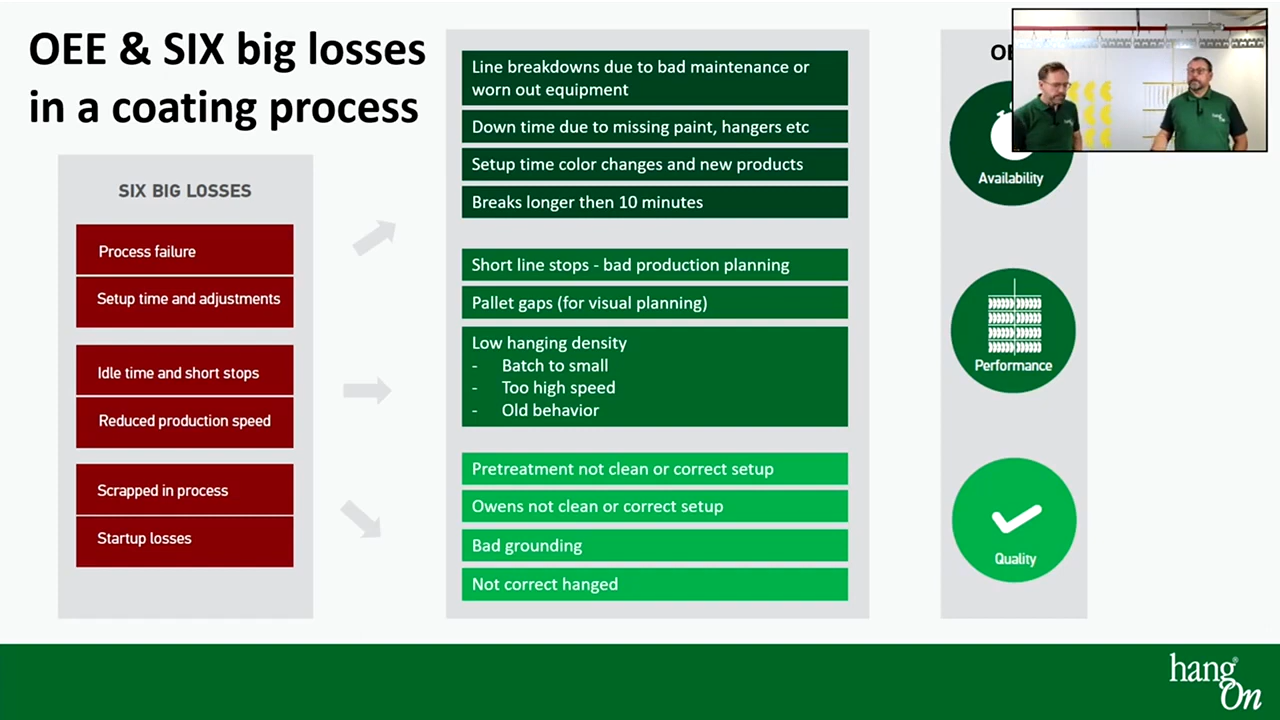 OEE & SIX big losses
in a coating process
SIX BIG LOSSES
Process failure
Setup time and adjustments
Idle time and short stops
Reduced production speed
Scrapped in process
Startup losses
Line breakdowns due to bad maintenance or
worn out equipment
Down time due to missing paint, hangers etc
Setup time color changes and new products
Breaks longer then 10 minutes
Short line stops - bad production planning
Pallet gaps (for visual planning)
Low hanging density
- Batch to small
- Too high speed
- Old behavior
Pretreatment not clean or correct setup
Owens not clean or correct setup
Bad grounding
Not correct hanged
Availability
Performance
Quality
hang®
On